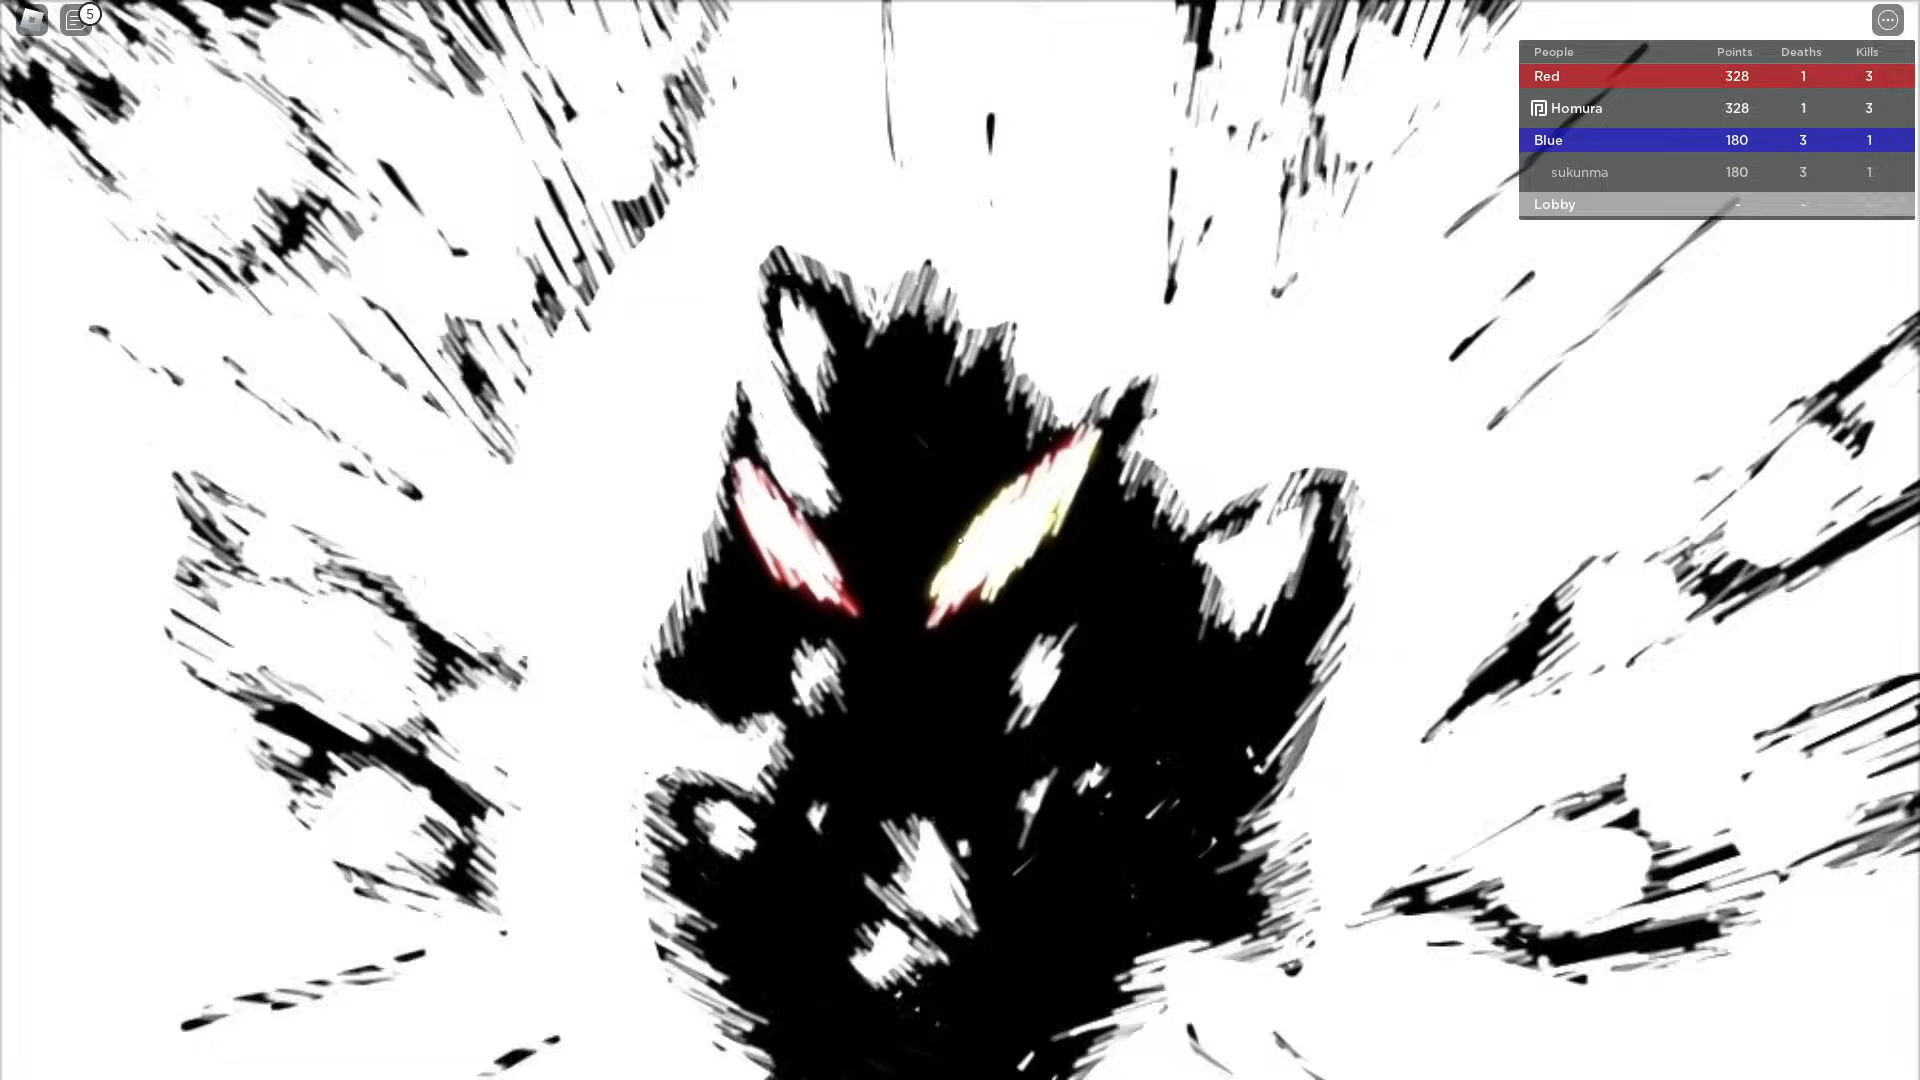 5
People Points Deaths Kills
Red 328 1 3
Homura 328 1 3
Blue 180 3 1
sukunma 180 3 1
Lobby - -